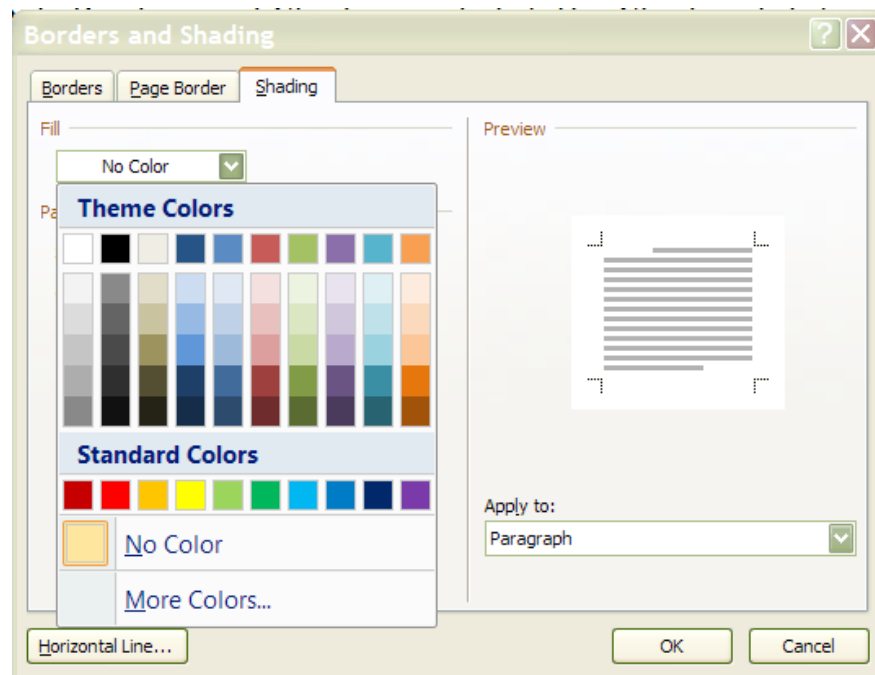 Borders and Shading
Borders Page Border Shading
Fill
No Color
Pa
Theme Colors
Standard Colors
No Color
More Colors...
Preview
Apply to:
Paragraph
Horizontal Line...
OK Cancel